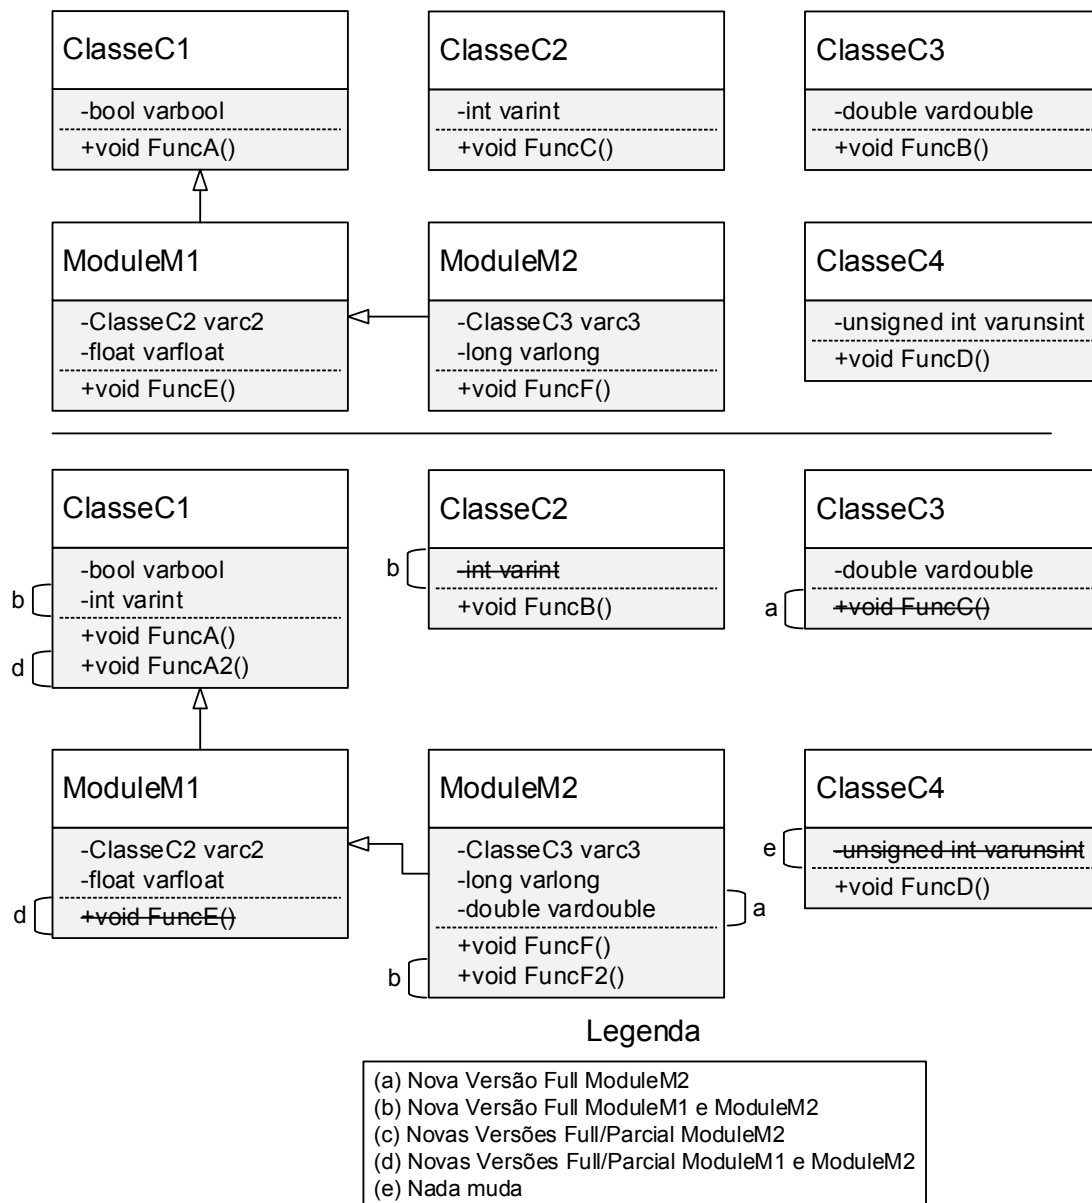 ClasseC1
-bool varbool
+void FuncA()
ClasseC2
-int varint
+void FuncC()
ClasseC3
-double vardouble
+void FuncB()
ModuleM1
-ClasseC2 varc2
-float varfloat
+void FuncE()
ModuleM2
-ClasseC3 varc3
-long varlong
+void FuncF()
ClasseC4
-unsigned int varunsint
+void FuncD()
ClasseC1
-bool varbool
b
-int varint
+void FuncA()
d
+void FuncA2()
ClasseC2
b
-int varint
+void FuncB()
ClasseC3
-double vardouble
a
+void FuncC()
ModuleM1
-ClasseC2 varc2
-float varfloat
d
+void FuncE()
ModuleM2
-ClasseC3 varc3
-long varlong
-double vardouble
a
+void FuncF()
b
+void FuncF2()
ClasseC4
e
-unsigned int varunsint
+void FuncD()
Legenda
(a) Nova Versão Full ModuleM2
(b) Nova Versão Full ModuleM1 e ModuleM2
(c) Novas Versões Full/Parcial ModuleM2
(d) Novas Versões Full/Parcial ModuleM1 e ModuleM2
(e) Nada muda